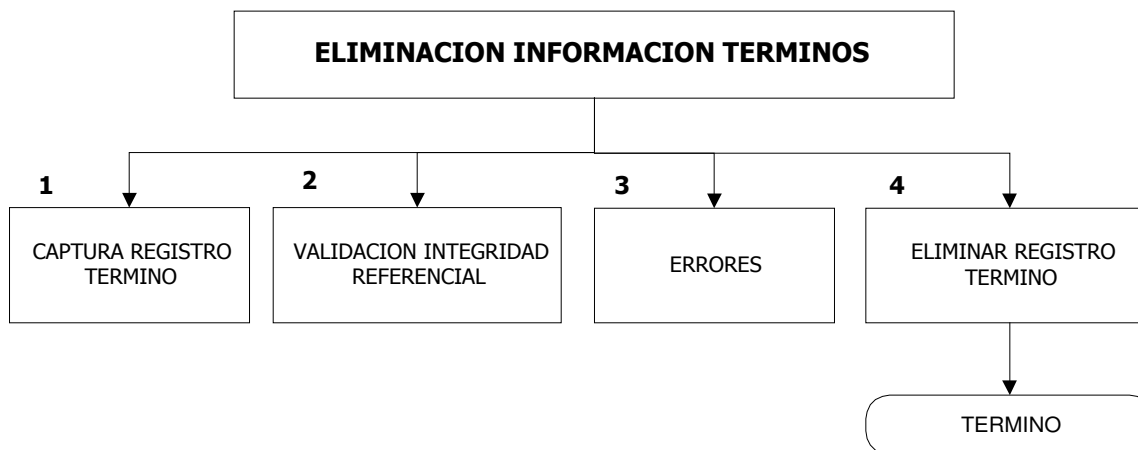 ELIMINACION INFORMACION TERMINOS
1
2
3
4
CAPTURA REGISTRO
TERMINO
VALIDACION INTEGRIDAD
REFERENCIAL
ERRORES
ELIMINAR REGISTRO
TERMINO
TERMINO